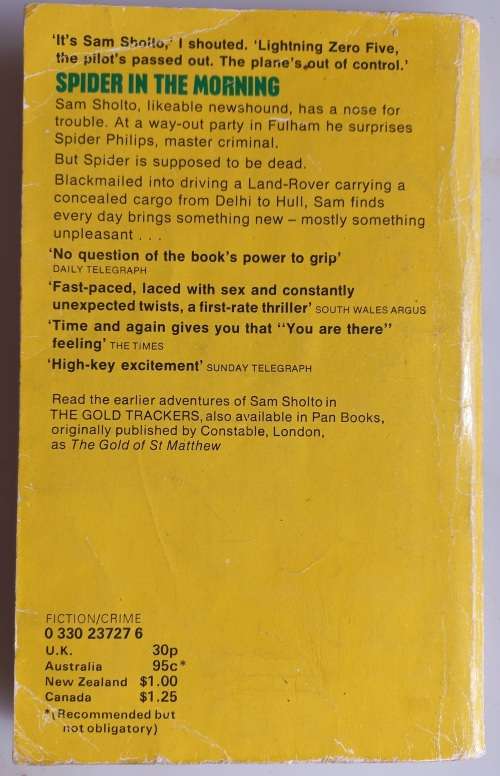 ‘It's Sam Sholto,’ I shouted. ‘Lightning Zero Five,
the pilot's passed out. The plane's out of control.’
SPIDER IN THE MORNING
Sam Sholto, likeable newshound, has a nose for
trouble. At a way-out party in Fulham he surprises
Spider Philips, master criminal.
But Spider is supposed to be dead.
Blackmailed into driving a Land-Rover carrying a
concealed cargo from Delhi to Hull, Sam finds
every day brings something new – mostly something
unpleasant . . .
‘No question of the book's power to grip’
DAILY TELEGRAPH
‘Fast-paced, laced with sex and constantly
unexpected twists, a first-rate thriller’ SOUTH WALES ARGUS
‘Time and again gives you that “You are there”
feeling’ THE TIMES
‘High-key excitement’ SUNDAY TELEGRAPH
Read the earlier adventures of Sam Sholto in
THE GOLD TRACKERS, also available in Pan Books,
originally published by Constable, London,
as The Gold of St Matthew
FICTION/CRIME
0 330 23727 6
U.K. 30p
Australia 95c*
New Zealand $1.00
Canada $1.25
*(Recommended but
not obligatory)